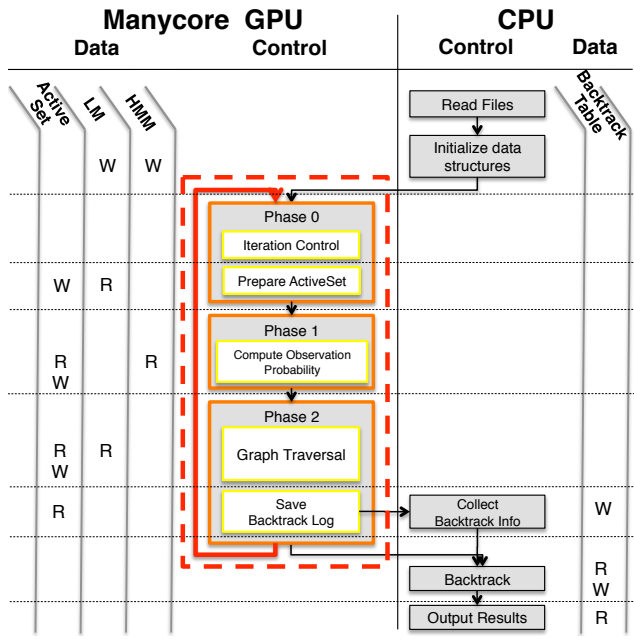 Manycore GPU
CPU
Data
Control
Control
Data
Active
Set
LM
HMM
Backtrack
Table
Read Files
Initialize data
structures
W
W
Phase 0
Iteration Control
Prepare ActiveSet
W
R
Phase 1
Compute Observation
Probability
R
W
R
Phase 2
Graph Traversal
R
W
R
Save
Backtrack Log
R
Collect
Backtrack Info
W
Backtrack
R
W
Output Results
R